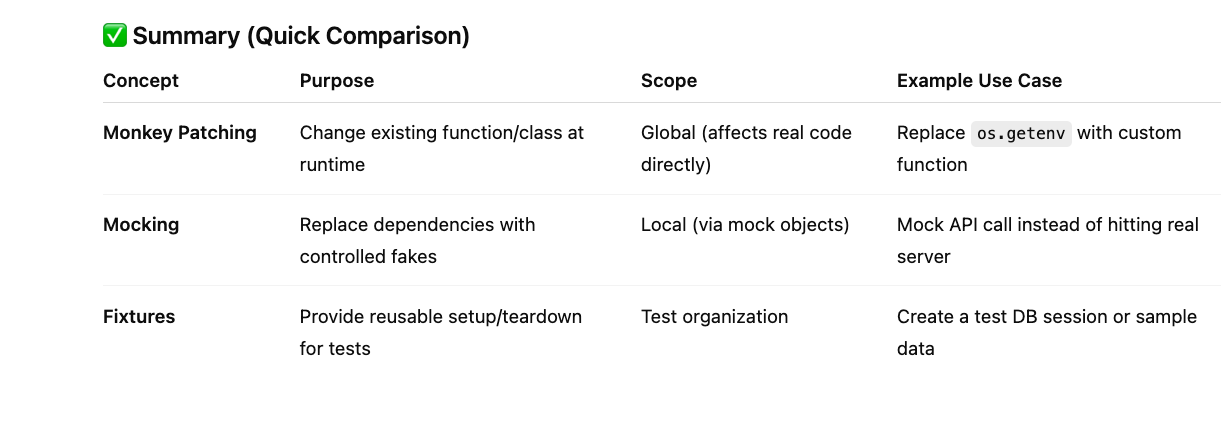 ✅ Summary (Quick Comparison)
Concept Purpose Scope Example Use Case
Monkey Patching Change existing function/class at Global (affects real code Replace os.getenv with custom
runtime directly) function
Mocking Replace dependencies with Local (via mock objects) Mock API call instead of hitting real
controlled fakes server
Fixtures Provide reusable setup/teardown Test organization Create a test DB session or sample
for tests data